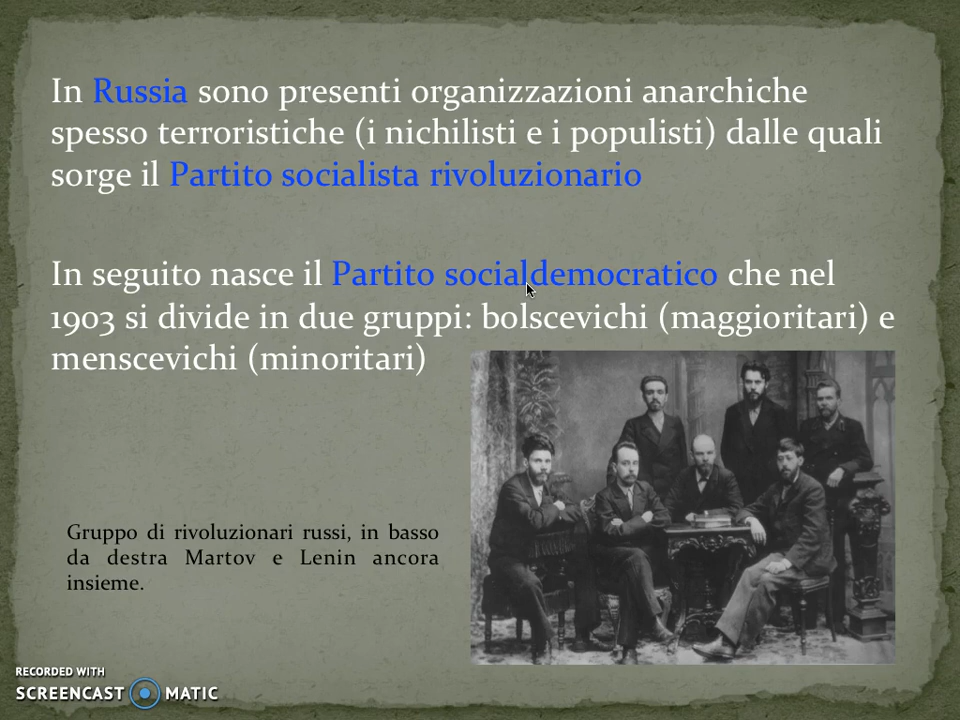 In Russia sono presenti organizzazioni anarchiche
spesso terroristiche (i nichilisti e i populisti) dalle quali
sorge il Partito socialista rivoluzionario
In seguito nasce il Partito socialdemocratico che nel
1903 si divide in due gruppi: bolscevichi (maggioritari) e
menscevichi (minoritari)
Gruppo di rivoluzionari russi, in basso
da destra Martov e Lenin ancora
insieme.
RECORDED WITH
SCREENCAST MATIC